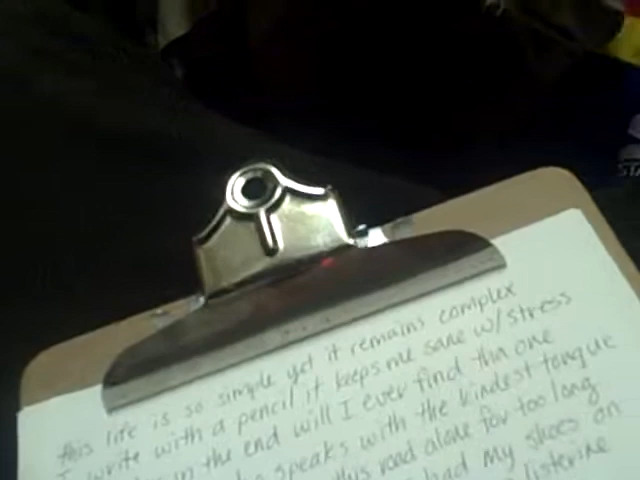 this life is so simple yet it remains complex
I write with a pencil it keeps me sane w/stress
in the end will I ever find tha one
speaks with the kindest tongue
this road alone for too long
had my shoes on
listerine
STA